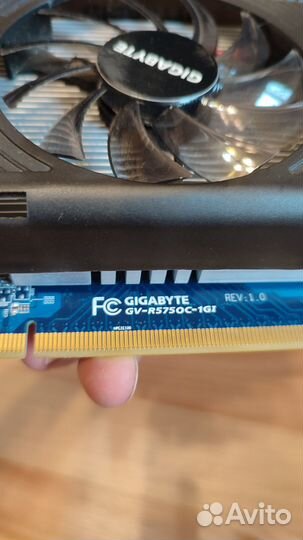 GIGABYTE
FC GIGABYTE
GV-R575OC-1GI
REV:1.0
Avito